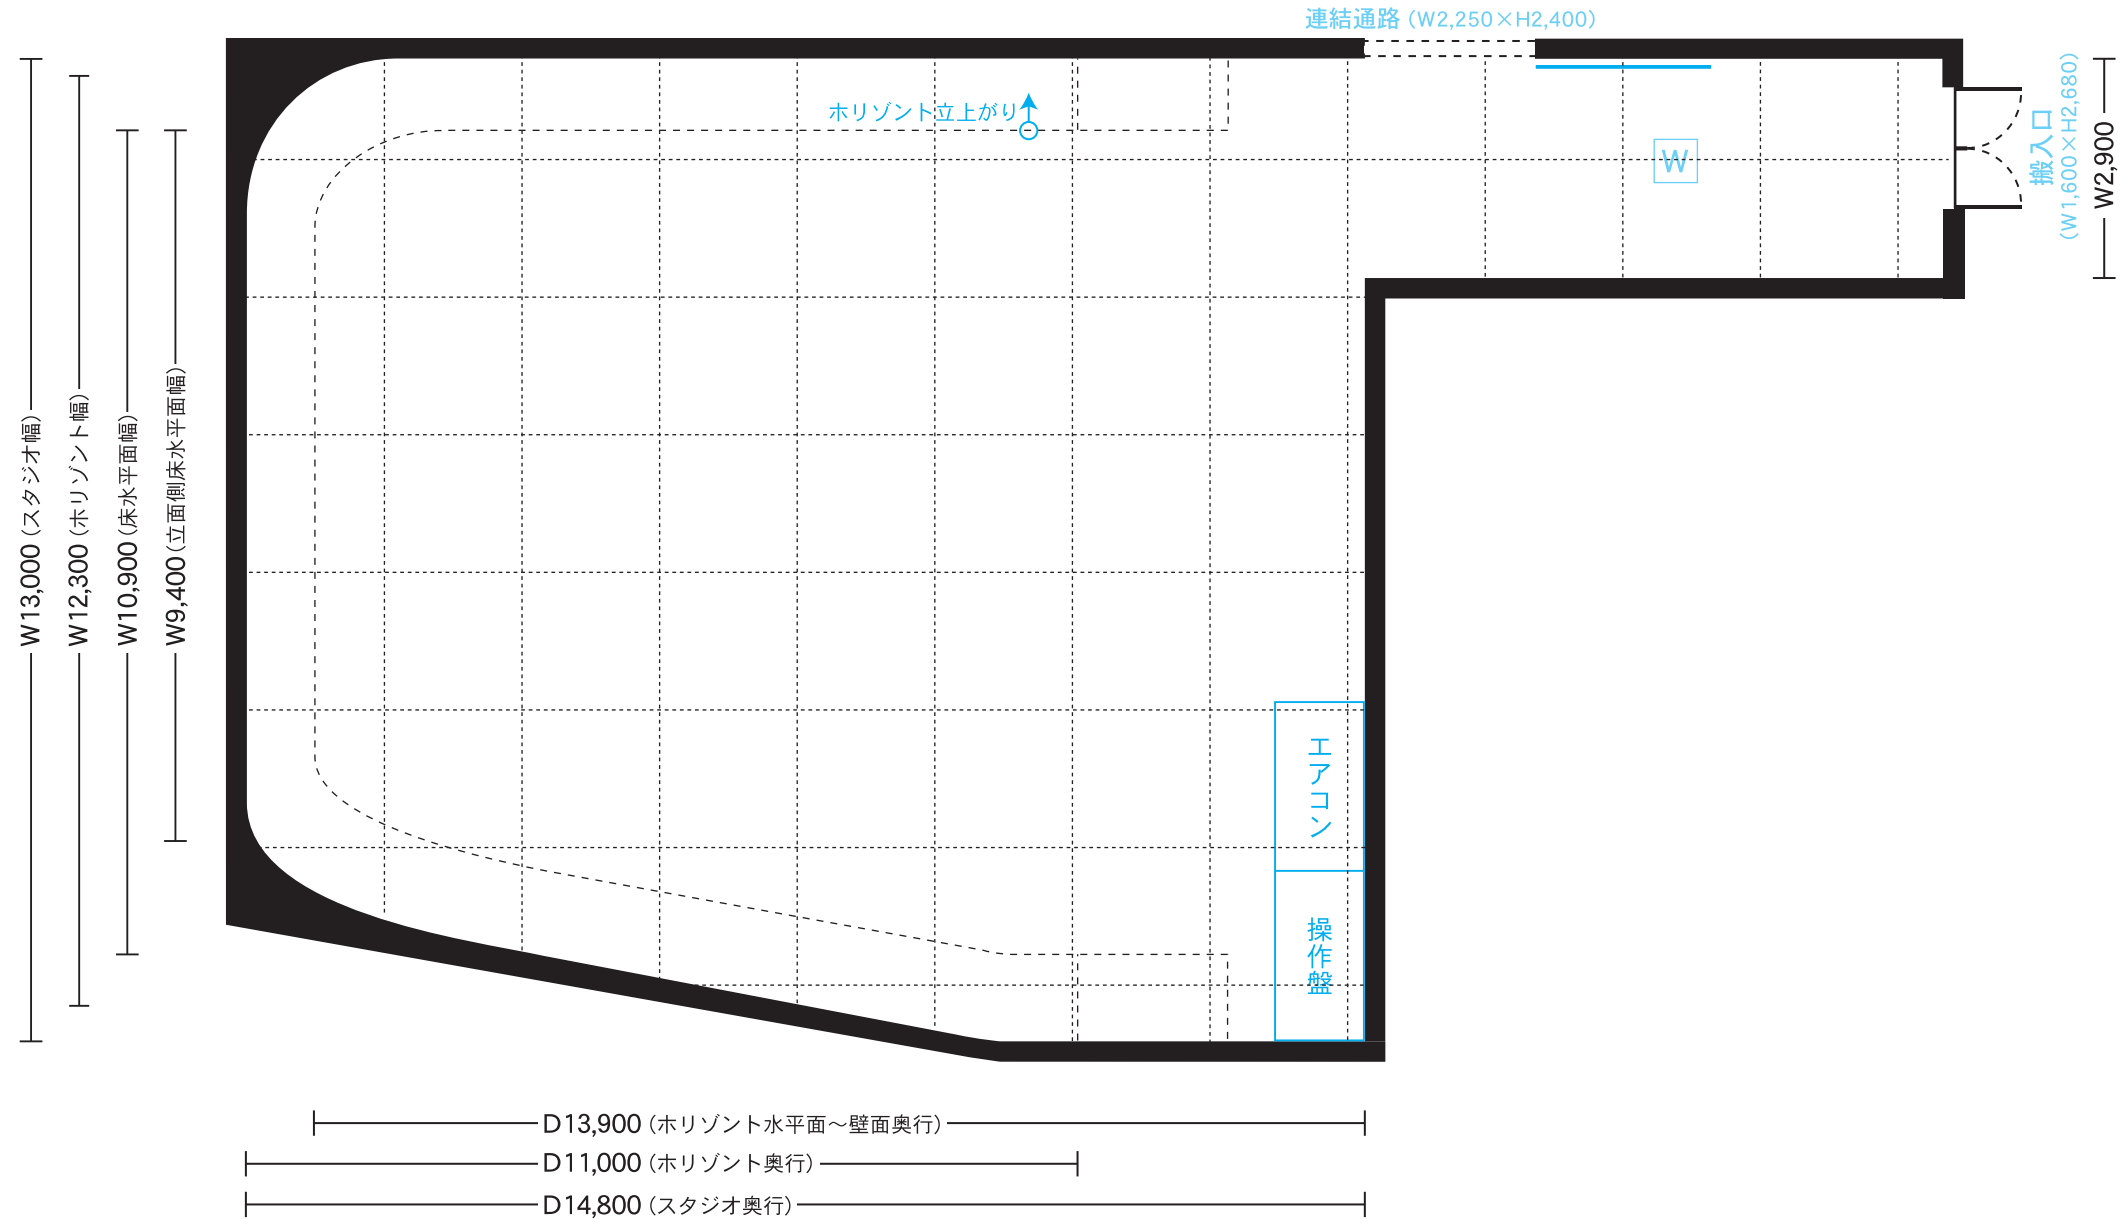 連結通路（W2,250×H2,400）
ホリゾント立上がり
W
搬入口
（W1,600×H2,680）
W2,900
W13,000（スタジオ幅）
W12,300（ホリゾント幅）
W10,900（床水平面幅）
W9,400（立面側床水平面幅）
エアコン
操作盤
D13,900（ホリゾント水平面～壁面奥行）
D11,000（ホリゾント奥行）
D14,800（スタジオ奥行）